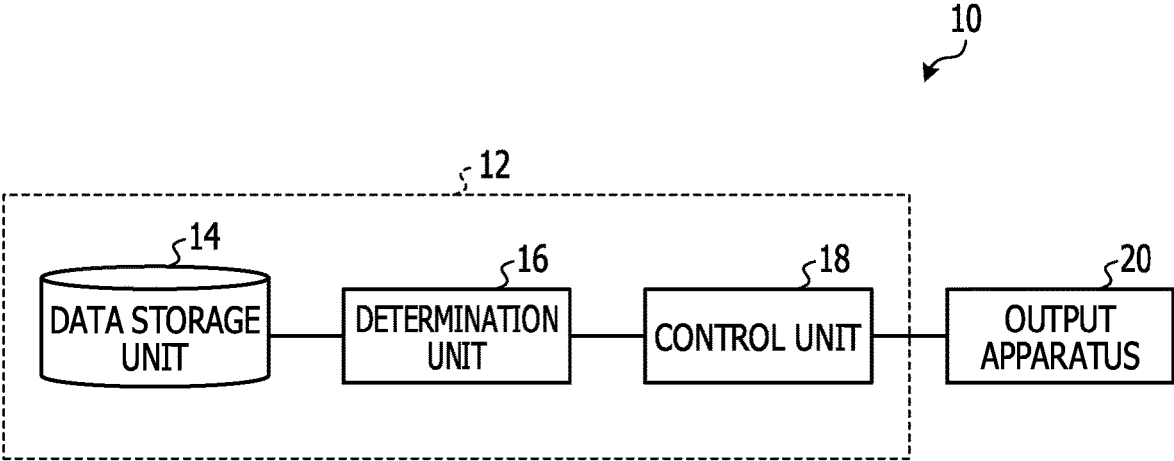 10
12
14
DATA STORAGE
UNIT
16
DETERMINATION
UNIT
18
CONTROL UNIT
20
OUTPUT
APPARATUS